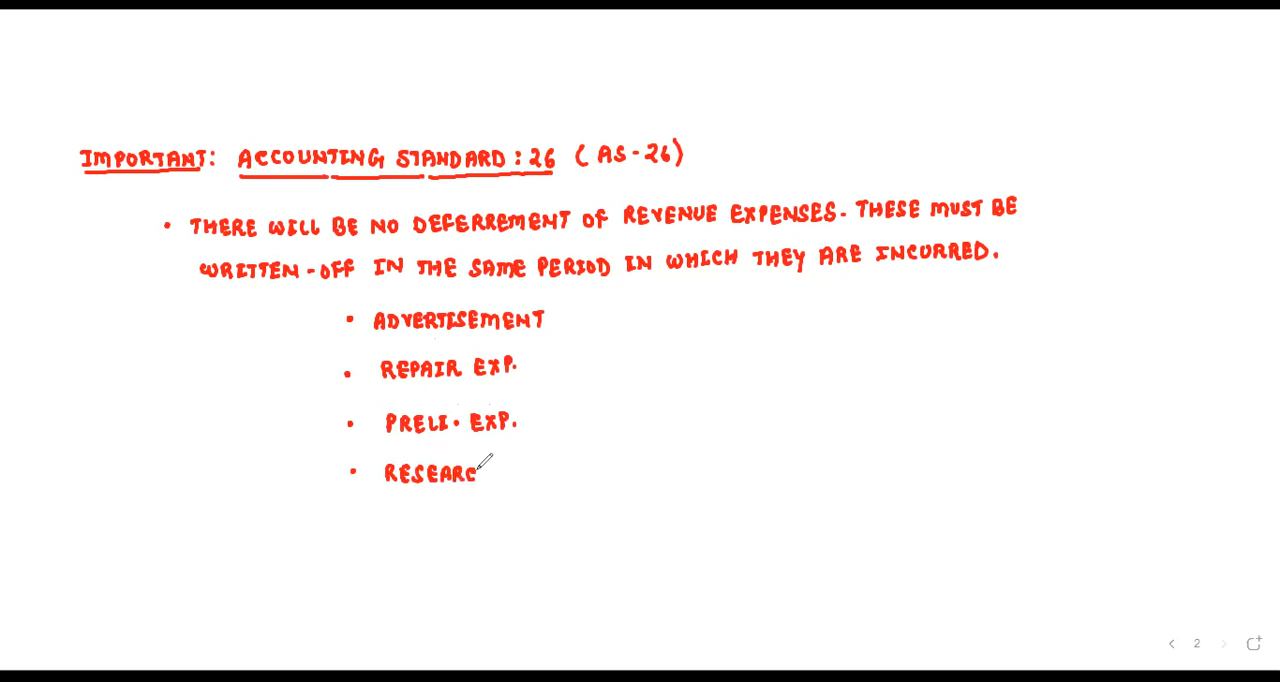 IMPORTANT: ACCOUNTING STANDARD: 26 (AS-26)
• THERE WILL BE NO DEFERREMENT OF REVENUE EXPENSES. THESE MUST BE
WRITTEN-OFF IN THE SAME PERIOD IN WHICH THEY ARE INCURRED.
• ADVERTISEMENT
• REPAIR EXP.
• PRELI. EXP.
• RESEARC
2